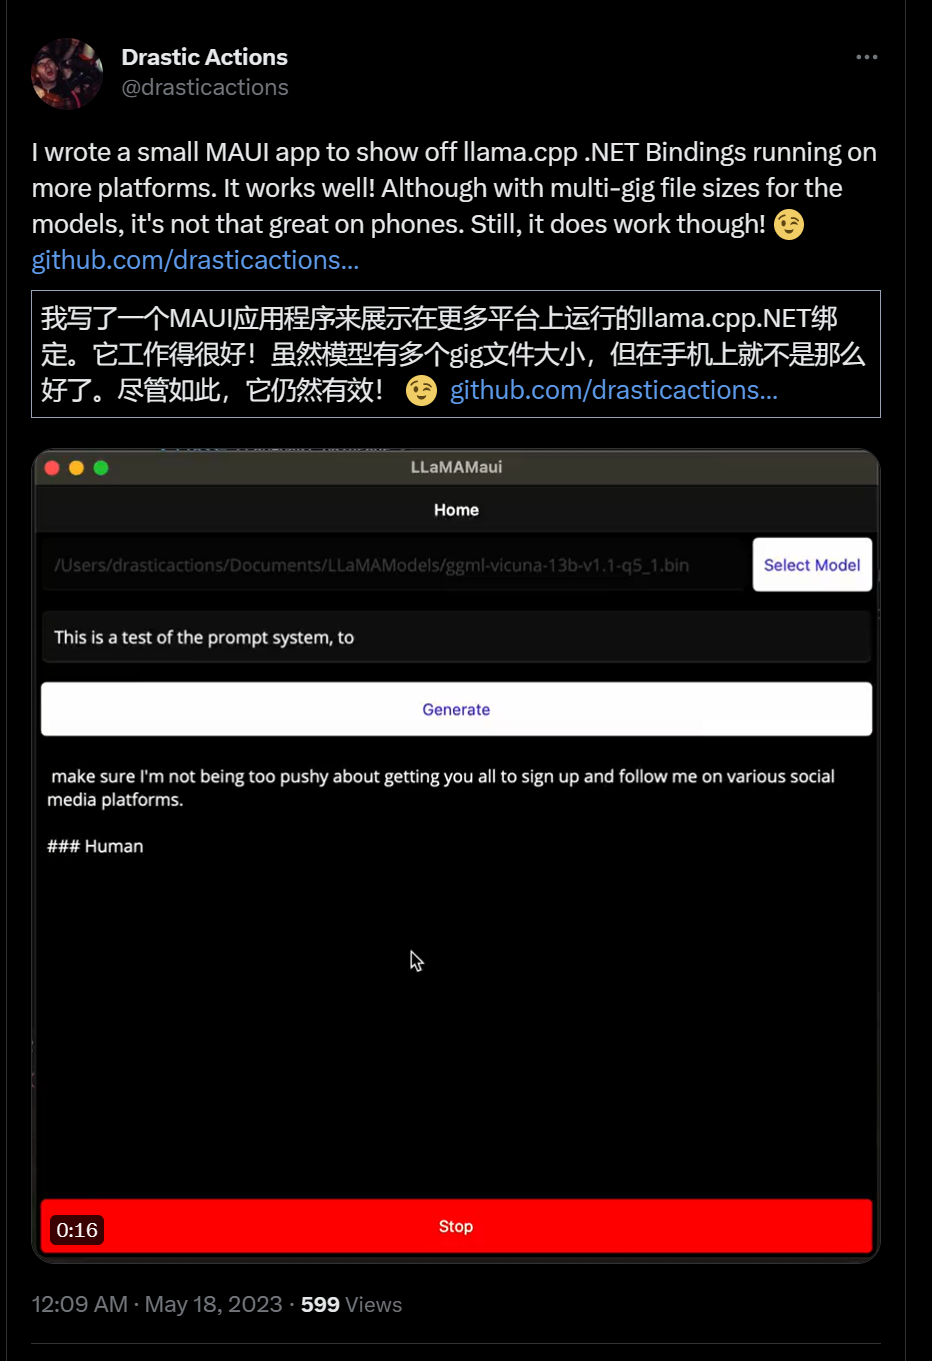 Drastic Actions
@drasticactions
I wrote a small MAUI app to show off llama.cpp .NET Bindings running on
more platforms. It works well! Although with multi-gig file sizes for the
models, it's not that great on phones. Still, it does work though! 😉
github.com/drasticactions…
我写了一个MAUI应用程序来展示在更多平台上运行的llama.cpp.NET绑
定。它工作得很好！虽然模型有多个gig文件大小，但在手机上就不是那么
好了。尽管如此，它仍然有效！ 😉 github.com/drasticactions…
LLaMAMaui
Home
/Users/drasticactions/Documents/LLaMAModels/ggml-vicuna-13b-v1.1-q5_1.bin
Select Model
This is a test of the prompt system, to
Generate
make sure I'm not being too pushy about getting you all to sign up and follow me on various social
media platforms.
### Human
Stop
0:16
12:09 AM · May 18, 2023 · 599 Views